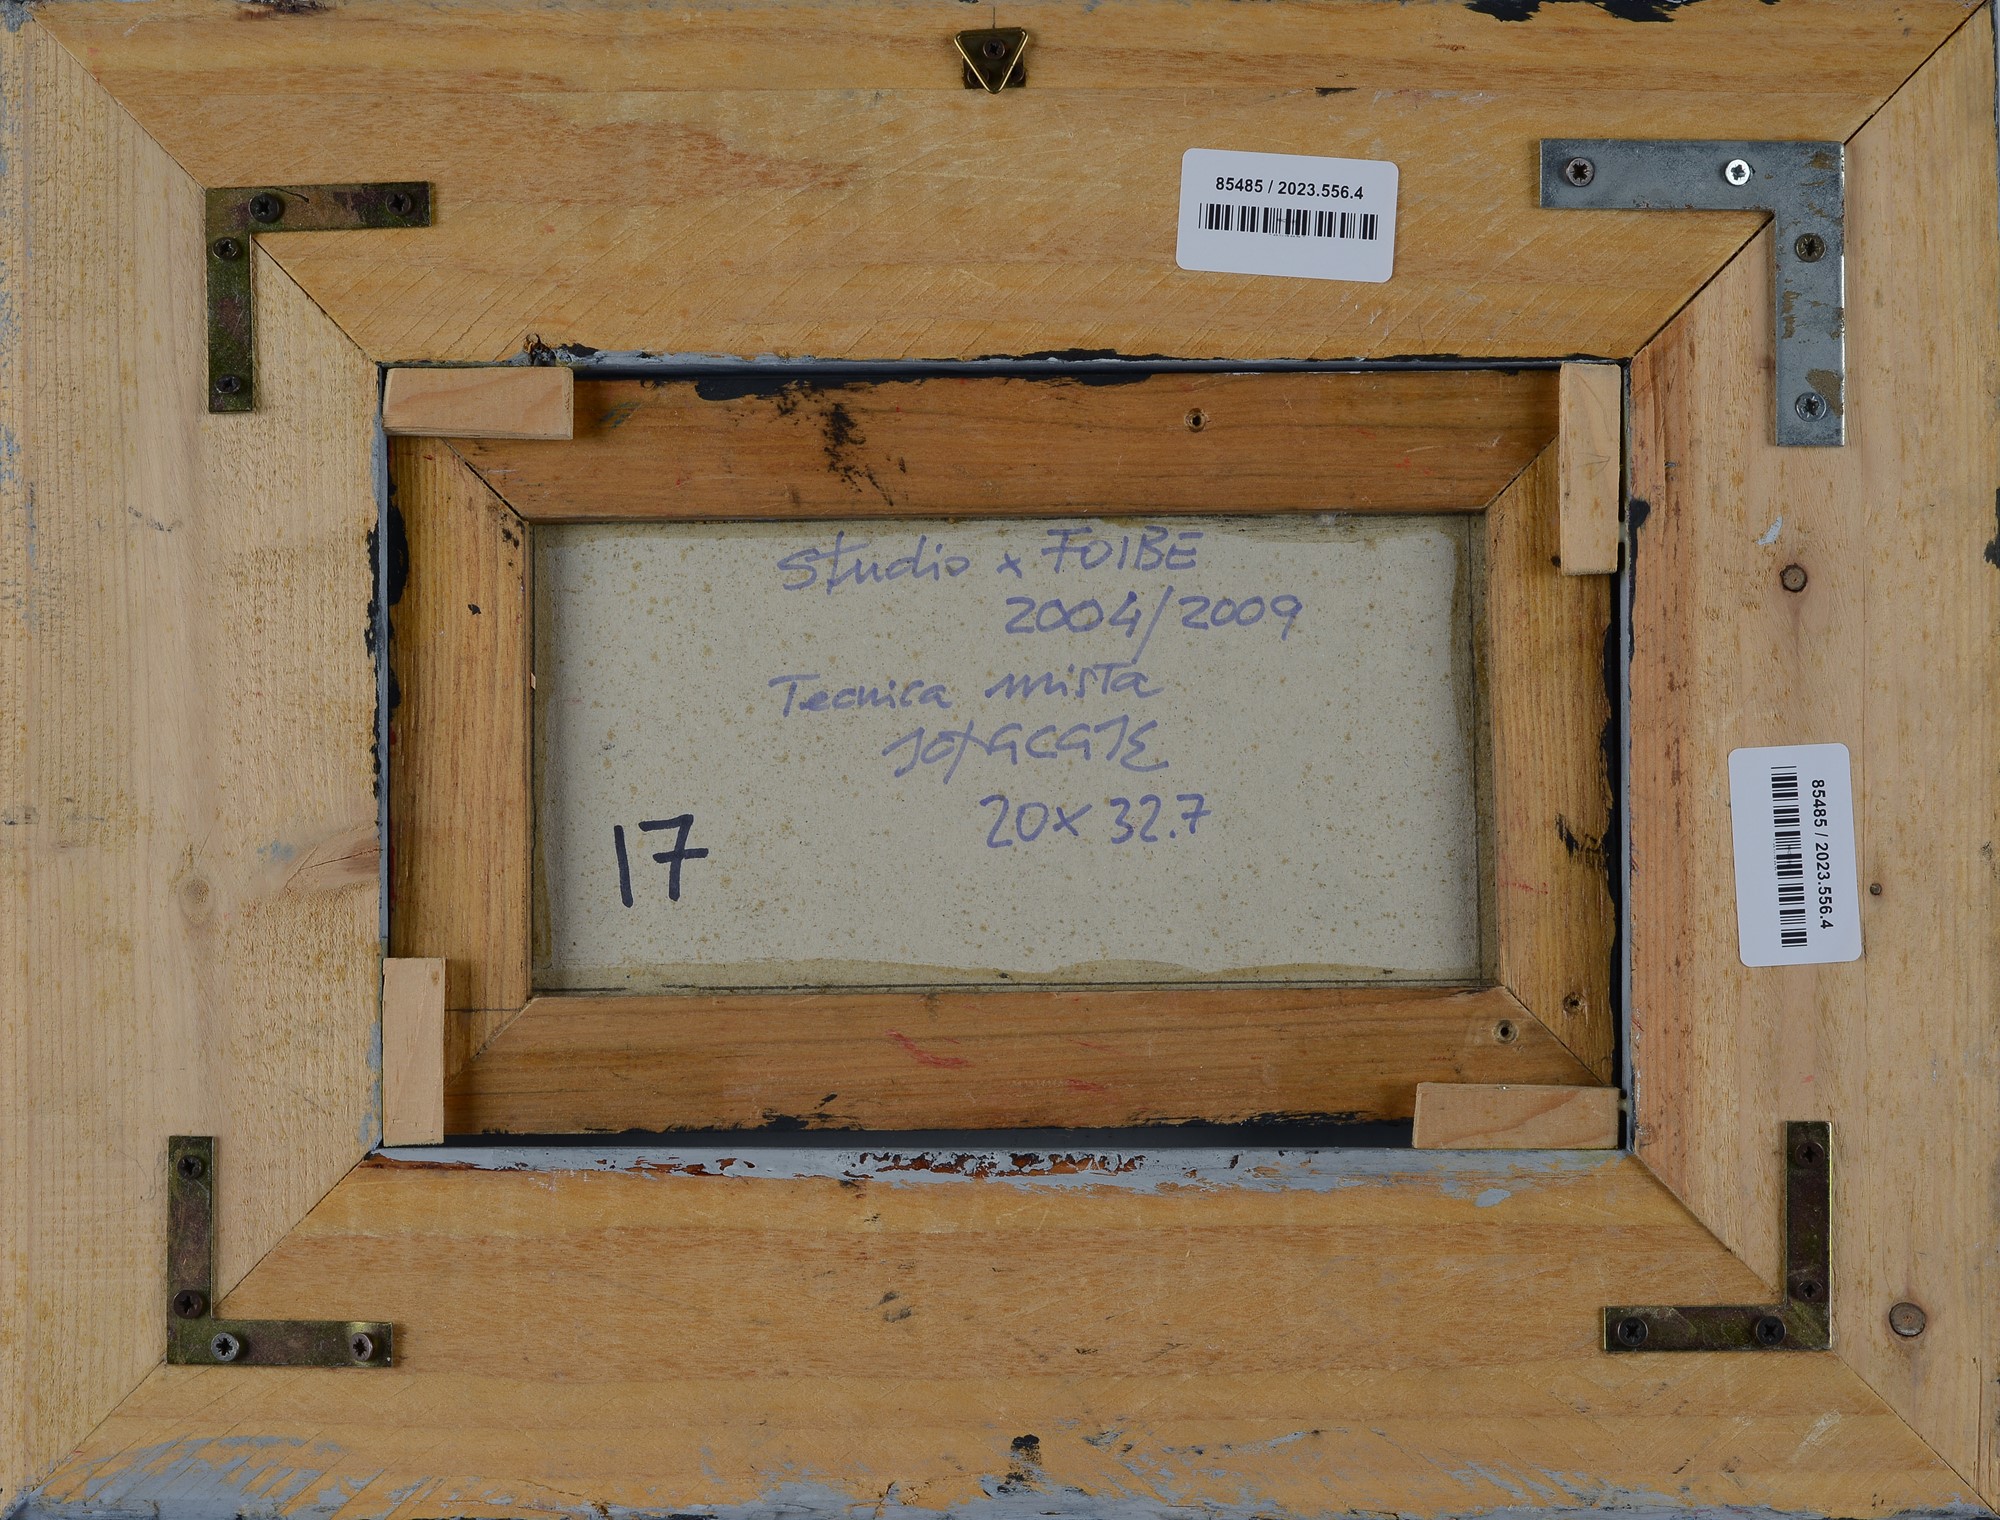 85485 / 2023.556.4
Studio x FOIBE
2004/2009
Tecnica mista
20x32.7
17
85485 / 2023.556.4